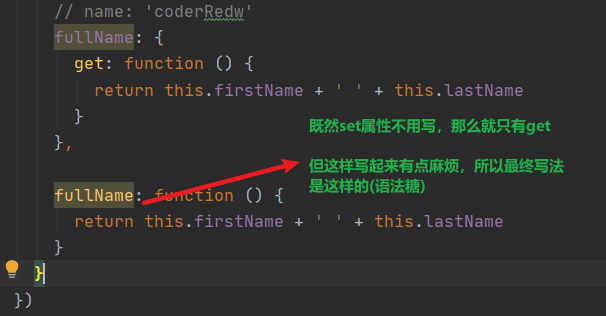 // name: 'coderRedw'
fullName: {
get: function () {
return this.firstName + ' ' + this.lastName
}
既然set属性不用写，那么就只有get
},
但这样写起来有点麻烦，所以最终写法
是这样的(语法糖)
fullName: function () {
return this.firstName + ' ' + this.lastName
}
}
})